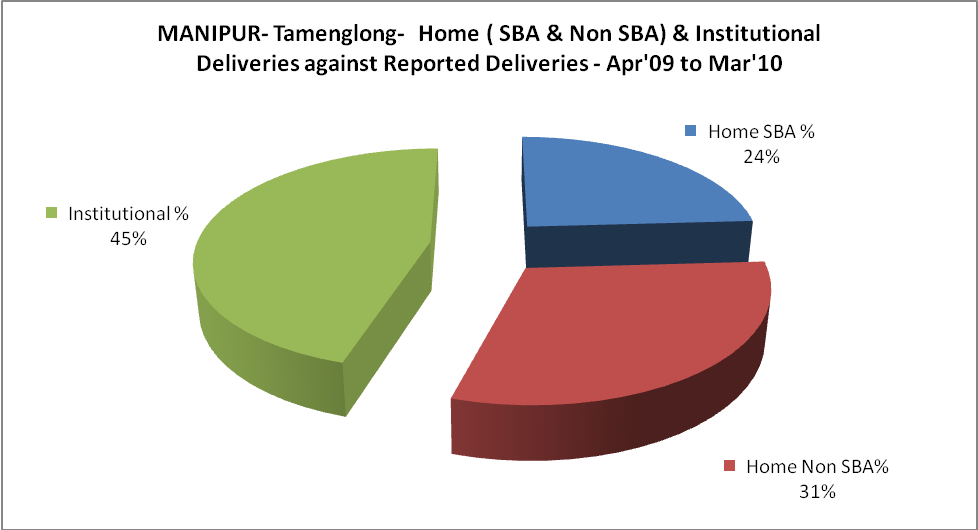 MANIPUR- Tamenglong- Home ( SBA & Non SBA) & Institutional
Deliveries against Reported Deliveries - Apr'09 to Mar'10
Home SBA %
24%
Institutional %
45%
Home Non SBA%
31%